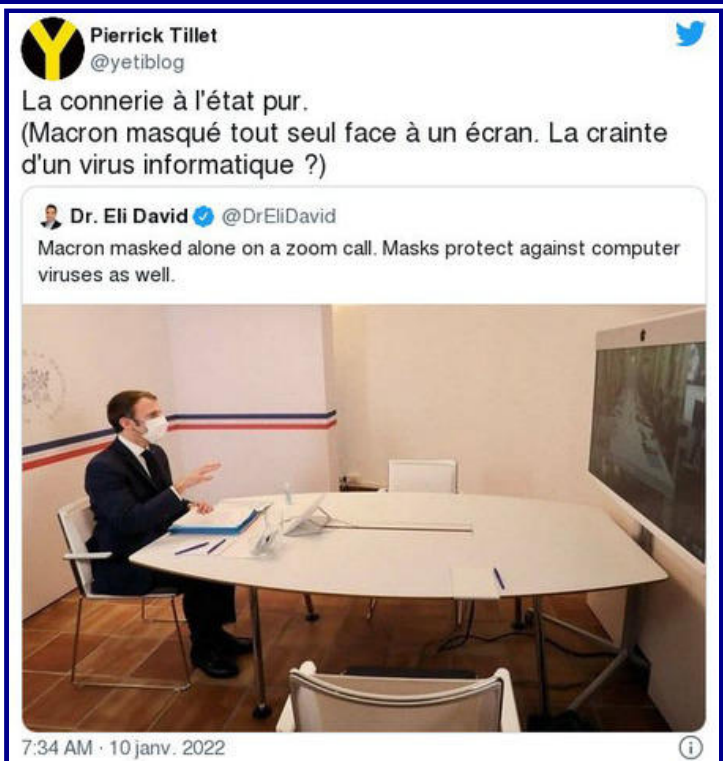 Pierrick Tillet
@yetiblog
La connerie à l'état pur.
(Macron masqué tout seul face à un écran. La crainte
d'un virus informatique ?)
Dr. Eli David @DrEliDavid
Macron masked alone on a zoom call. Masks protect against computer
viruses as well.
7:34 AM · 10 janv. 2022